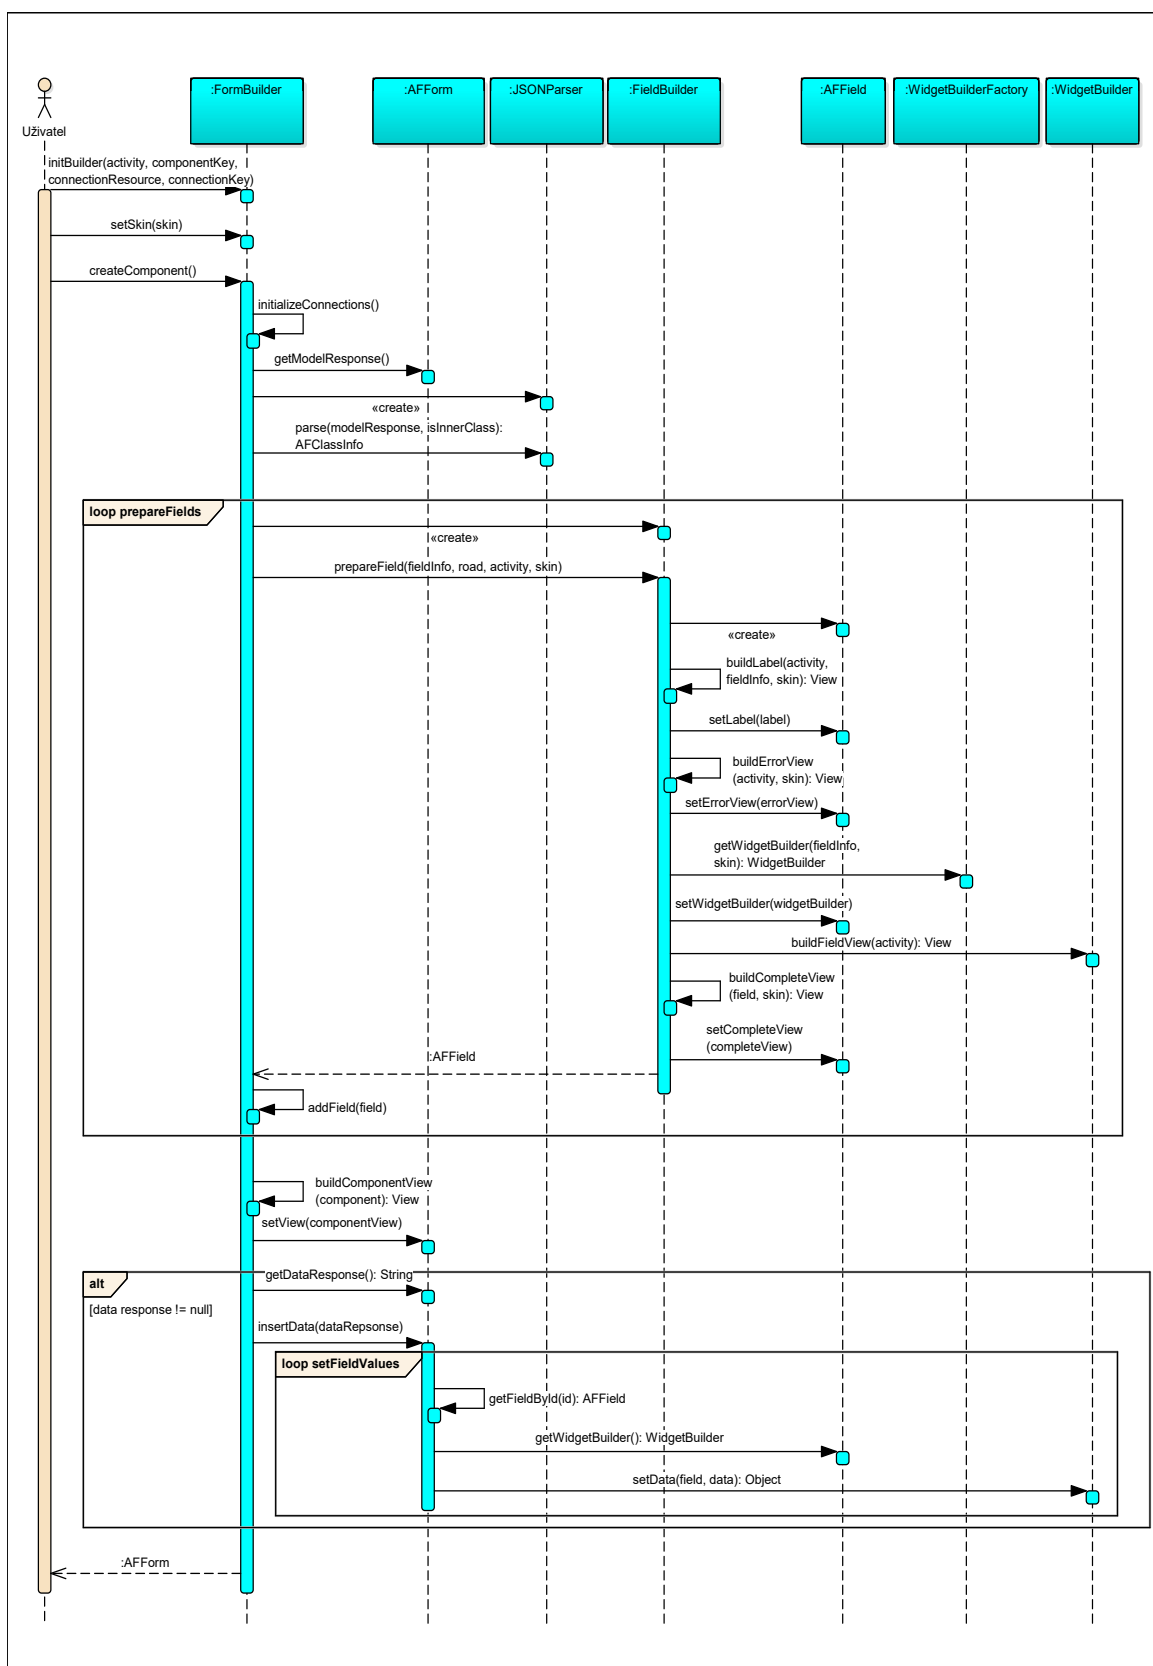 :FormBuilder
:AFForm
:JSONParser
:FieldBuilder
:AFField
:WidgetBuilderFactory
:WidgetBuilder
Uživatel
initBuilder(activity, componentKey,
connectionResource, connectionKey)
setSkin(skin)
createComponent()
initializeConnections()
getModelResponse()
«create»
parse(modelResponse, isInnerClass):
AFClassInfo
loop prepareFields
«create»
prepareField(fieldInfo, road, activity, skin)
«create»
buildLabel(activity,
fieldInfo, skin): View
setLabel(label)
buildErrorView
(activity, skin): View
setErrorView(errorView)
getWidgetBuilder(fieldInfo,
skin): WidgetBuilder
setWidgetBuilder(widgetBuilder)
buildFieldView(activity): View
buildCompleteView
(field, skin): View
setCompleteView
(completeView)
:AFField
addField(field)
buildComponentView
(component): View
setView(componentView)
alt
getDataResponse(): String
[data response != null]
insertData(dataRepsonse)
loop setFieldValues
getFieldById(id): AFField
getWidgetBuilder(): WidgetBuilder
setData(field, data): Object
:AFForm